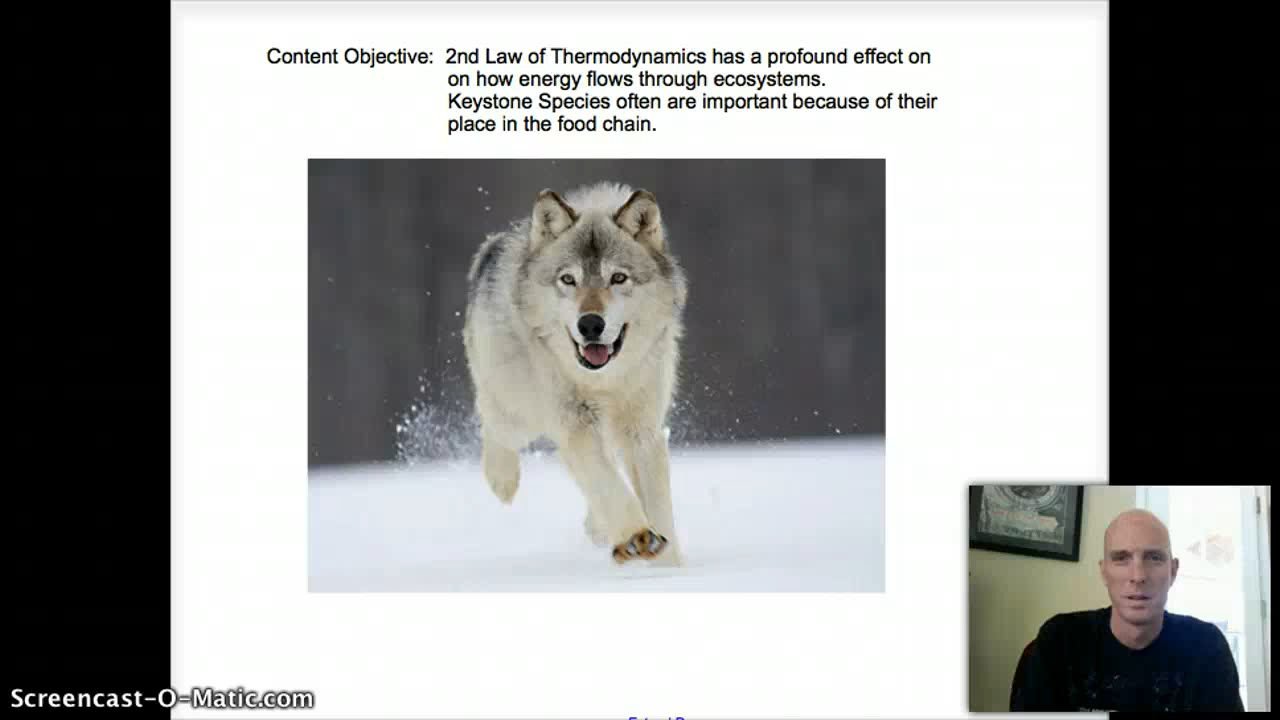 Content Objective: 2nd Law of Thermodynamics has a profound effect on
on how energy flows through ecosystems.
Keystone Species often are important because of their
place in the food chain.
Screencast-O-Matic.com